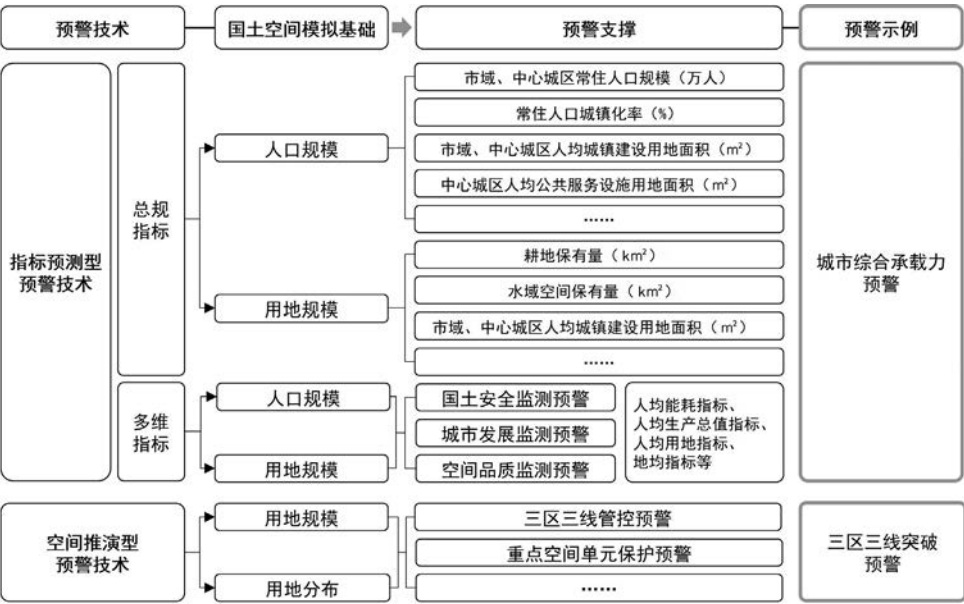 预警技术
国土空间模拟基础
预警支撑
预警示例
指标预测型
预警技术
总规
指标
人口规模
市域、中心城区常住人口规模（万人）
常住人口城镇化率（%）
市域、中心城区人均城镇建设用地面积（㎡）
中心城区人均公共服务设施用地面积（㎡）
……
用地规模
耕地保有量（k㎡）
水域空间保有量（k㎡）
市域、中心城区人均城镇建设用地面积（㎡）
……
多维
指标
人口规模
用地规模
国土安全监测预警
城市发展监测预警
空间品质监测预警
人均能耗指标、
人均生产总值指标、
人均用地指标、
地均指标等
城市综合承载力
预警
空间推演型
预警技术
用地规模
用地分布
三区三线管控预警
重点空间单元保护预警
……
三区三线突破
预警